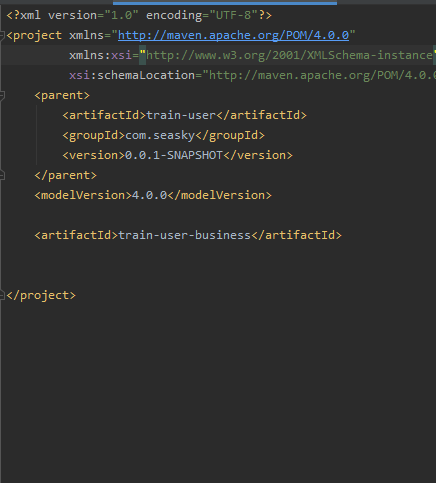 <?xml version="1.0" encoding="UTF-8"?>
<project xmlns="http://maven.apache.org/POM/4.0.0"
xmlns:xsi="http://www.w3.org/2001/XMLSchema-instance"
xsi:schemaLocation="http://maven.apache.org/POM/4.0.0
<parent>
<artifactId>train-user</artifactId>
<groupId>com.seasky</groupId>
<version>0.0.1-SNAPSHOT</version>
</parent>
<modelVersion>4.0.0</modelVersion>
<artifactId>train-user-business</artifactId>
</project>